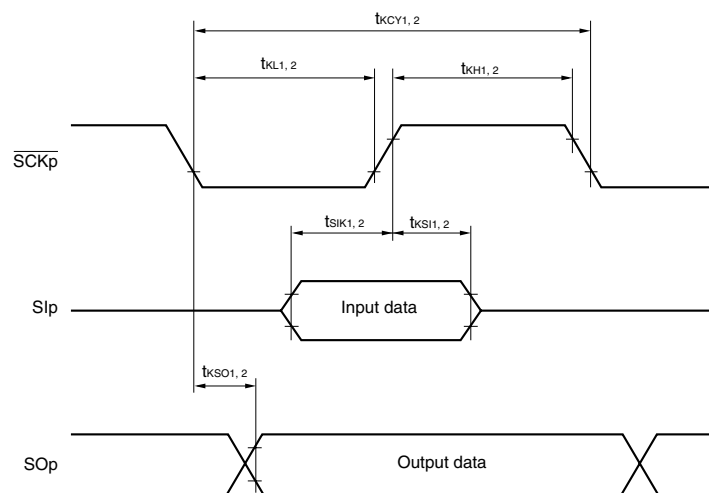 tKCY1, 2
tKL1, 2 tKH1, 2
SCKp
tSIK1, 2 tKSI1, 2
SIp Input data
tKSO1, 2
SOp Output data